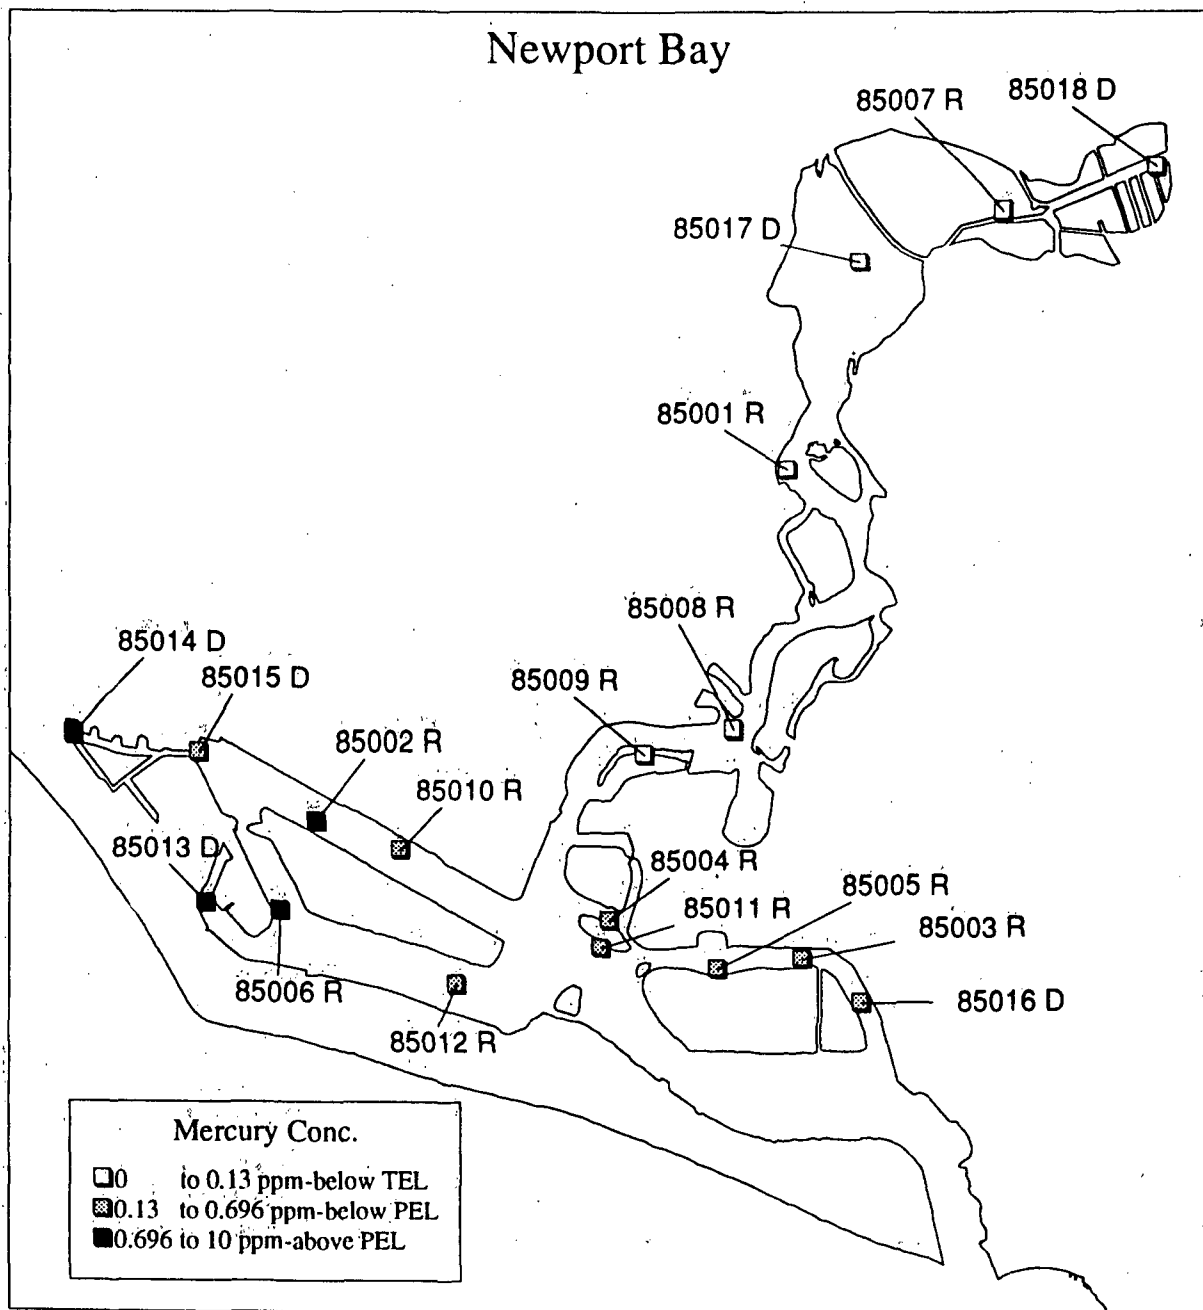 Newport Bay
85018 D
85007 R
85017 D
85001 R
85008 R
85014 D
85015 D
85009 R
85002 R
85010 R
85013 D
85004 R
85005 R
85011 R
85003 R
85006 R
85016 D
85012 R
Mercury Conc.
0 to 0.13 ppm-below TEL
0.13 to 0.696 ppm-below PEL
0.696 to 10 ppm-above PEL